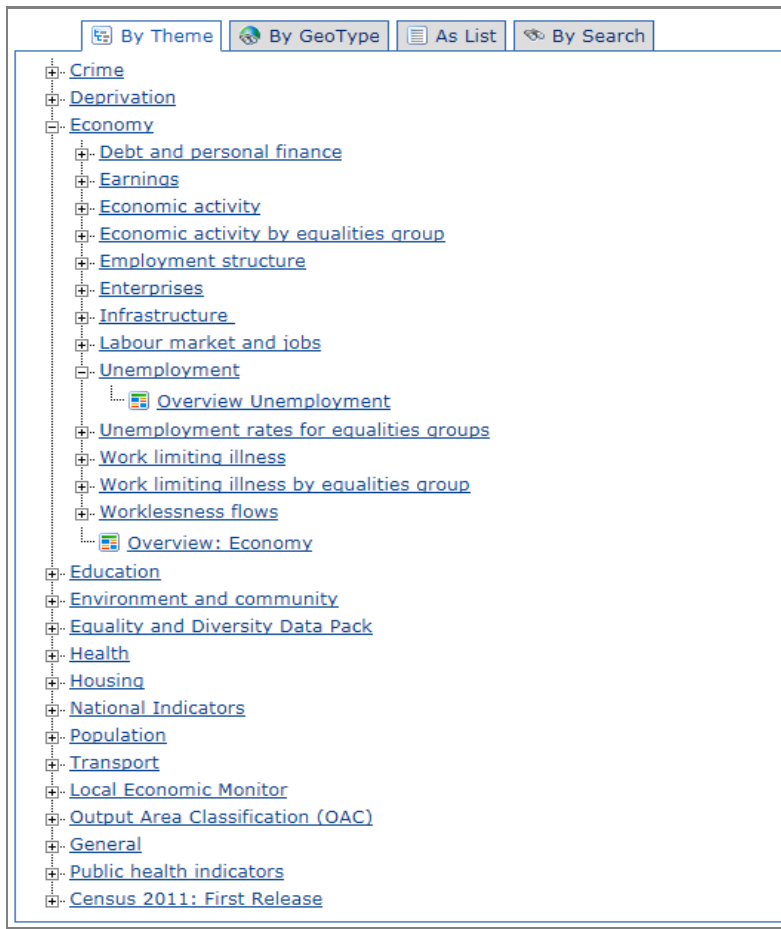 By Theme By GeoType As List By Search
Crime
Deprivation
Economy
Debt and personal finance
Earnings
Economic activity
Economic activity by equalities group
Employment structure
Enterprises
Infrastructure
Labour market and jobs
Unemployment
Overview Unemployment
Unemployment rates for equalities groups
Work limiting illness
Work limiting illness by equalities group
Worklessness flows
Overview: Economy
Education
Environment and community
Equality and Diversity Data Pack
Health
Housing
National Indicators
Population
Transport
Local Economic Monitor
Output Area Classification (OAC)
General
Public health indicators
Census 2011: First Release